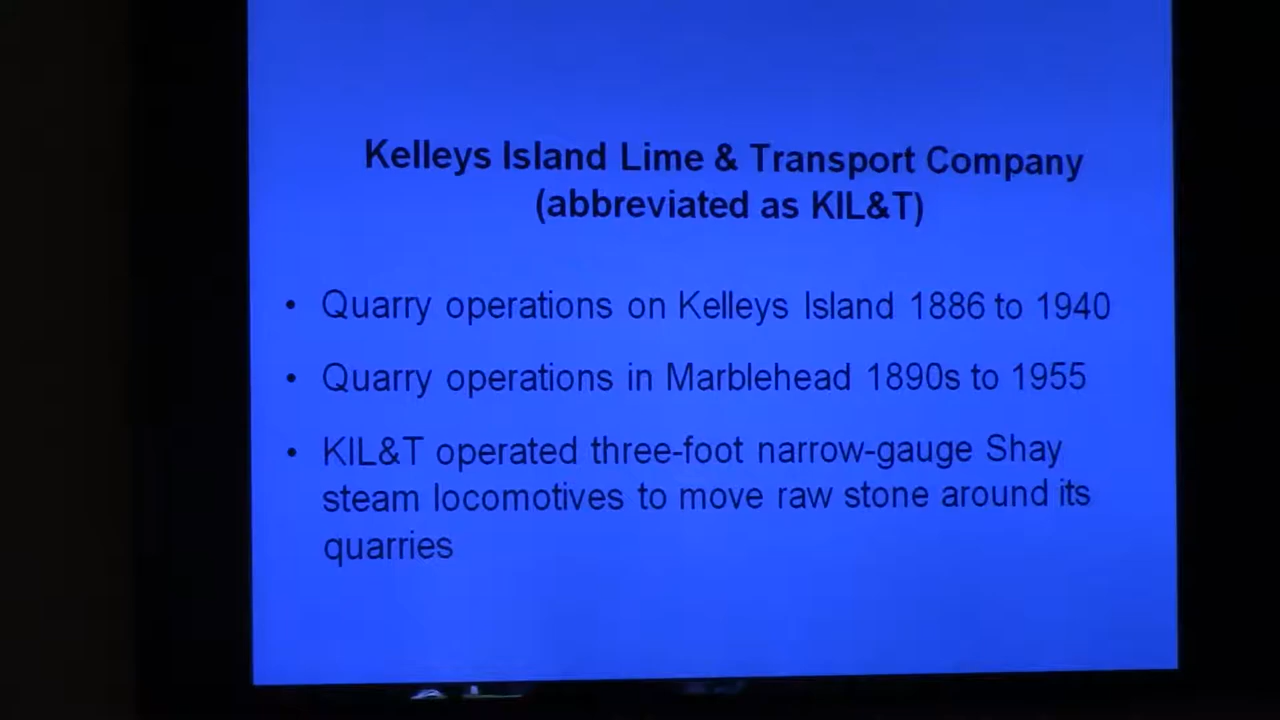 Kelleys Island Lime & Transport Company
(abbreviated as KIL&T)
• Quarry operations on Kelleys Island 1886 to 1940
• Quarry operations in Marblehead 1890s to 1955
• KIL&T operated three-foot narrow-gauge Shay
steam locomotives to move raw stone around its
quarries